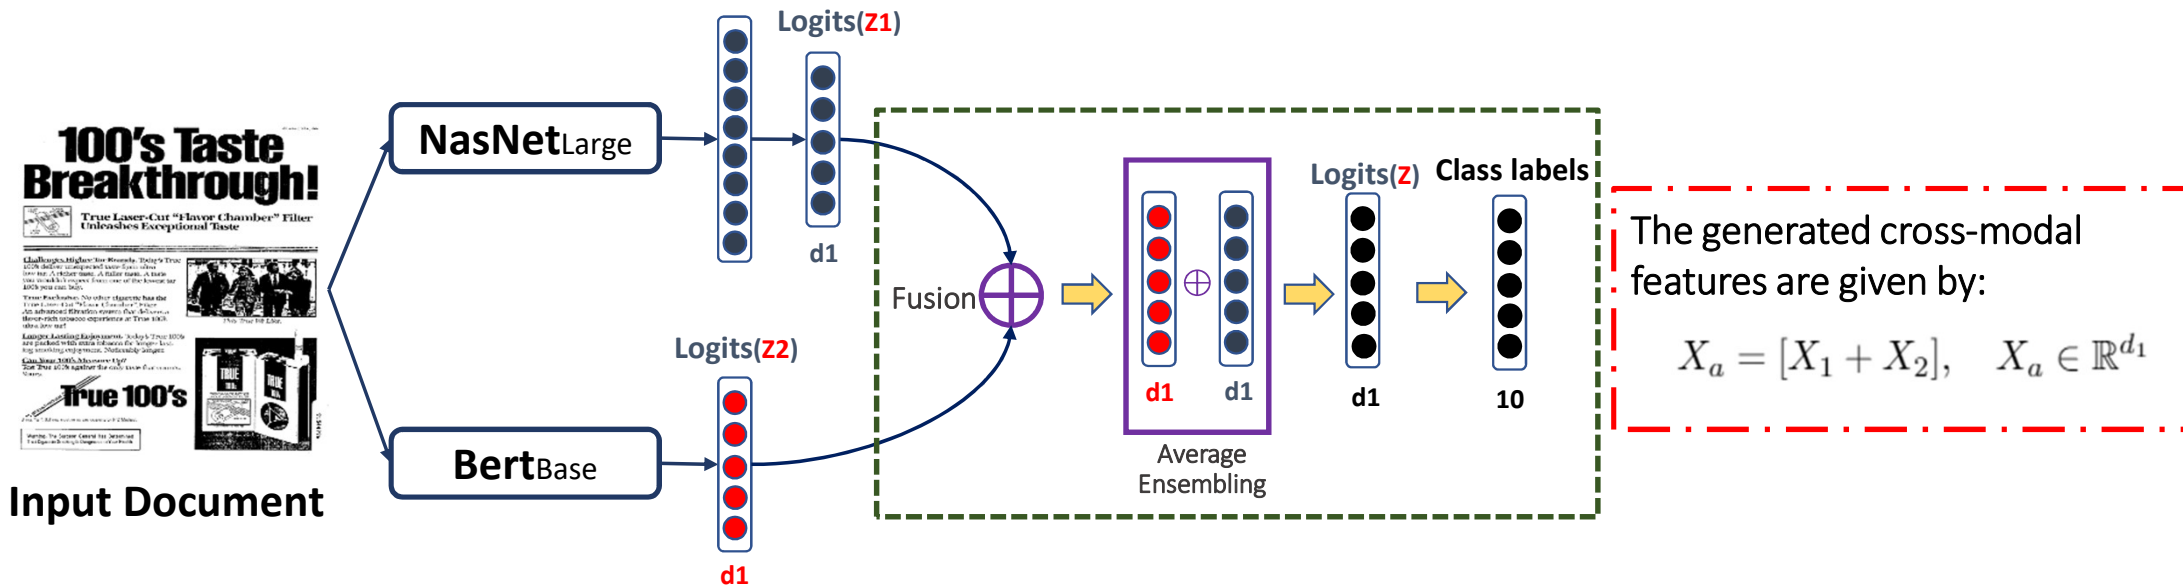 100's Taste
Breakthrough!
True Laser-Cut "Flavor Chamber" Filter
Unleashes Exceptional Taste
True 100's
TRUE
TRUE
Input Document
NasNetLarge
BertBase
Logits(Z1)
d1
Logits(Z2)
d1
Fusion
d1
d1
Average
Ensembling
Logits(Z)
d1
Class labels
10
The generated cross-modal
features are given by:
X_a = [X_1 + X_2], X_a ∈ ℝ^{d_1}